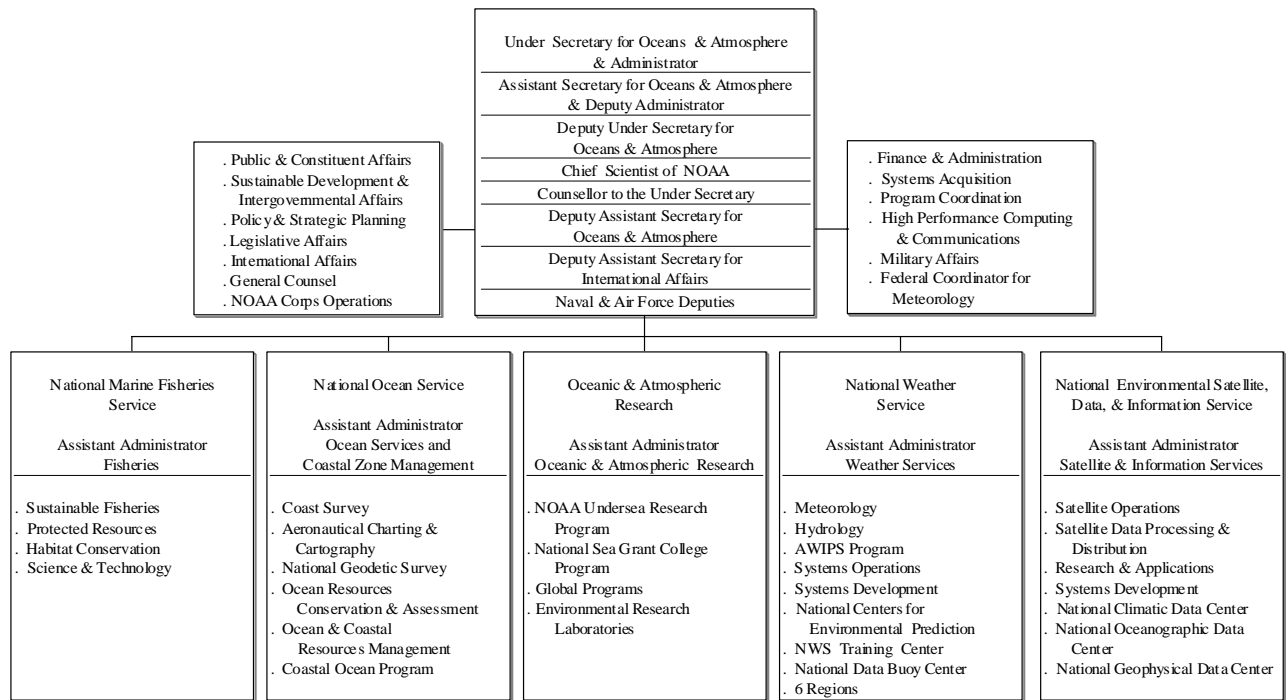 Under Secretary for Oceans & Atmosphere
& Administrator
Assistant Secretary for Oceans & Atmosphere
& Deputy Administrator
Deputy Under Secretary for
Oceans & Atmosphere
Chief Scientist of NOAA
Counsellor to the Under Secretary
Deputy Assistant Secretary for
Oceans & Atmosphere
Deputy Assistant Secretary for
International Affairs
Naval & Air Force Deputies
. Public & Constituent Affairs
. Sustainable Development &
Intergovernmental Affairs
. Policy & Strategic Planning
. Legislative Affairs
. International Affairs
. General Counsel
. NOAA Corps Operations
. Finance & Administration
. Systems Acquisition
. Program Coordination
. High Performance Computing
& Communications
. Military Affairs
. Federal Coordinator for
Meteorology
National Marine Fisheries
Service
Assistant Administrator
Fisheries
. Sustainable Fisheries
. Protected Resources
. Habitat Conservation
. Science & Technology
National Ocean Service
Assistant Administrator
Ocean Services and
Coastal Zone Management
. Coast Survey
. Aeronautical Charting &
Cartography
. National Geodetic Survey
. Ocean Resources
Conservation & Assessment
. Ocean & Coastal
Resources Management
. Coastal Ocean Program
Oceanic & Atmospheric
Research
Assistant Administrator
Oceanic & Atmospheric Research
. NOAA Undersea Research
Program
. National Sea Grant College
Program
. Global Programs
. Environmental Research
Laboratories
National Weather
Service
Assistant Administrator
Weather Services
. Meteorology
. Hydrology
. AWIPS Program
. Systems Operations
. Systems Development
. National Centers for
Environmental Prediction
. NWS Training Center
. National Data Buoy Center
. 6 Regions
National Environmental Satellite,
Data, & Information Service
Assistant Administrator
Satellite & Information Services
. Satellite Operations
. Satellite Data Processing &
Distribution
. Research & Applications
. Systems Development
. National Climatic Data Center
. National Oceanographic Data
Center
. National Geophysical Data Center